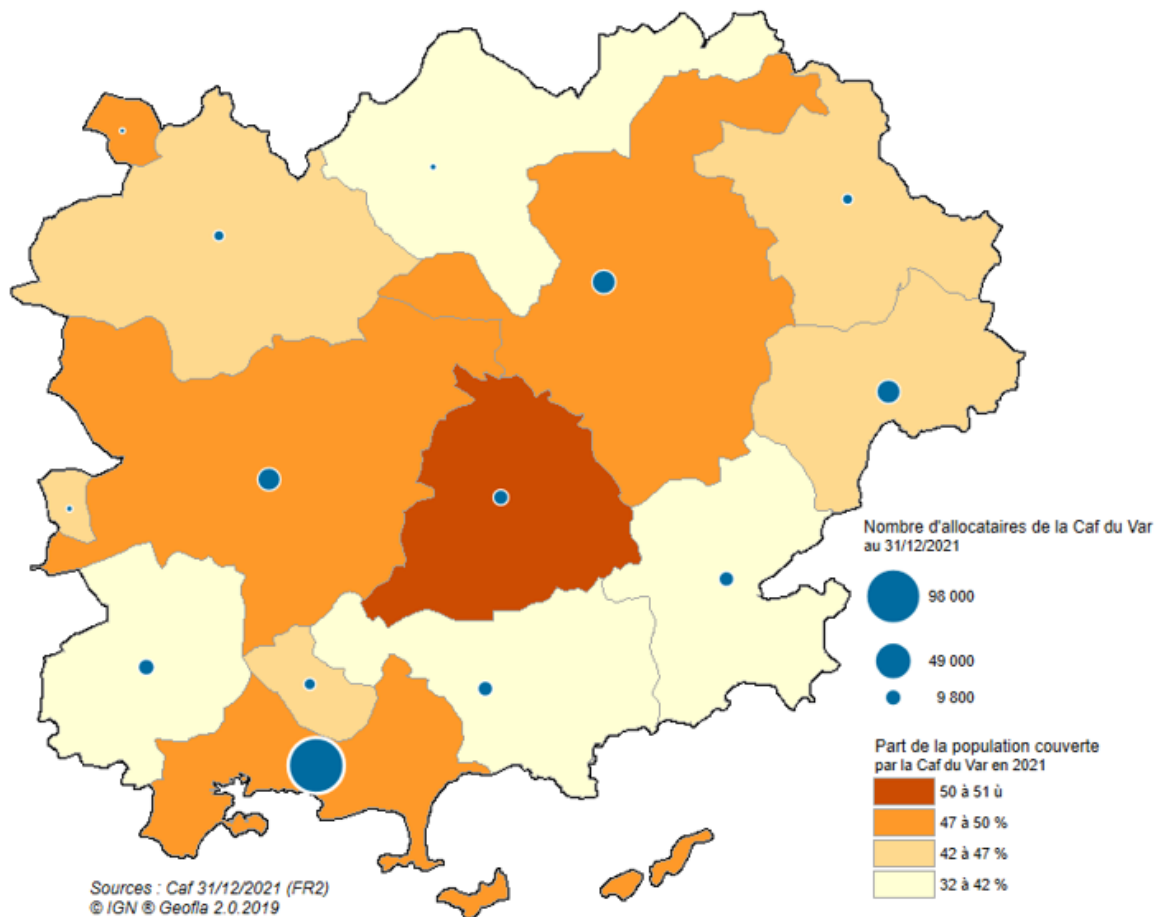 Nombre d'allocataires de la Caf du Var
au 31/12/2021
98 000
49 000
9 800
Part de la population couverte
par la Caf du Var en 2021
50 à 51 ù
47 à 50 %
42 à 47 %
32 à 42 %
Sources : Caf 31/12/2021 (FR2)
© IGN ® Geofla 2.0.2019